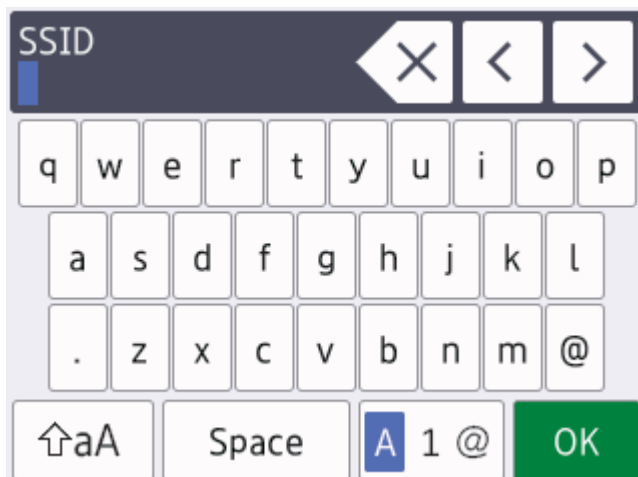 SSID
q w e r t y u i o p
a s d f g h j k l
. z x c v b n m @
aA Space A 1 @ OK